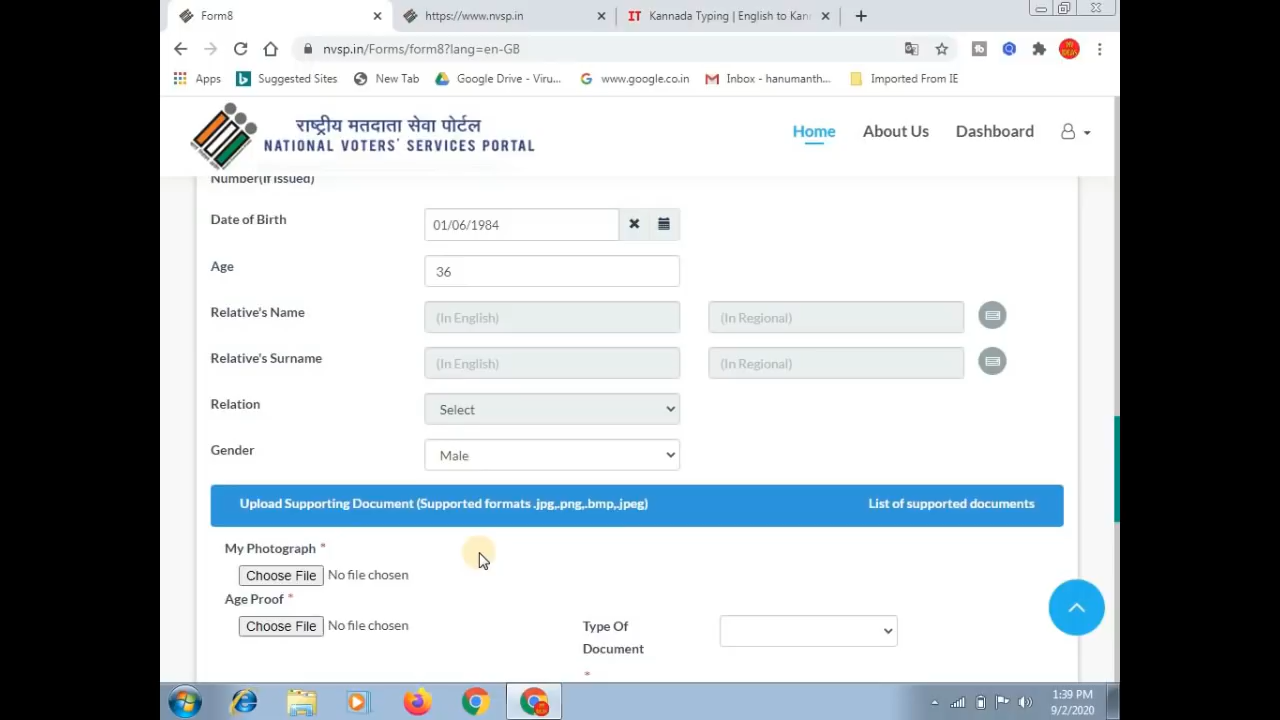 Form8
https://www.nvsp.in
IT Kannada Typing | English to Kan
nvsp.in/Forms/form8?lang=en-GB
Apps
Suggested Sites
New Tab
Google Drive - Viru...
www.google.co.in
Inbox - hanumanth...
Imported From IE
राष्ट्रीय मतदाता सेवा पोर्टल
NATIONAL VOTERS' SERVICES PORTAL
Home
About Us
Dashboard
Number(If Issued)
Date of Birth
01/06/1984
Age
36
Relative's Name
(In English)
(In Regional)
Relative's Surname
(In English)
(In Regional)
Relation
Select
Gender
Male
Upload Supporting Document (Supported formats .jpg,.png,.bmp,.jpeg)
List of supported documents
My Photograph *
Choose File No file chosen
Age Proof *
Choose File No file chosen
Type Of
Document
*
1:39 PM
9/2/2020